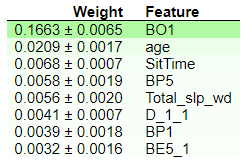 Weight Feature
0.1663 ± 0.0065 BO1
0.0209 ± 0.0017 age
0.0068 ± 0.0007 SitTime
0.0058 ± 0.0019 BP5
0.0056 ± 0.0020 Total_slp_wd
0.0041 ± 0.0007 D_1_1
0.0039 ± 0.0018 BP1
0.0032 ± 0.0016 BE5_1